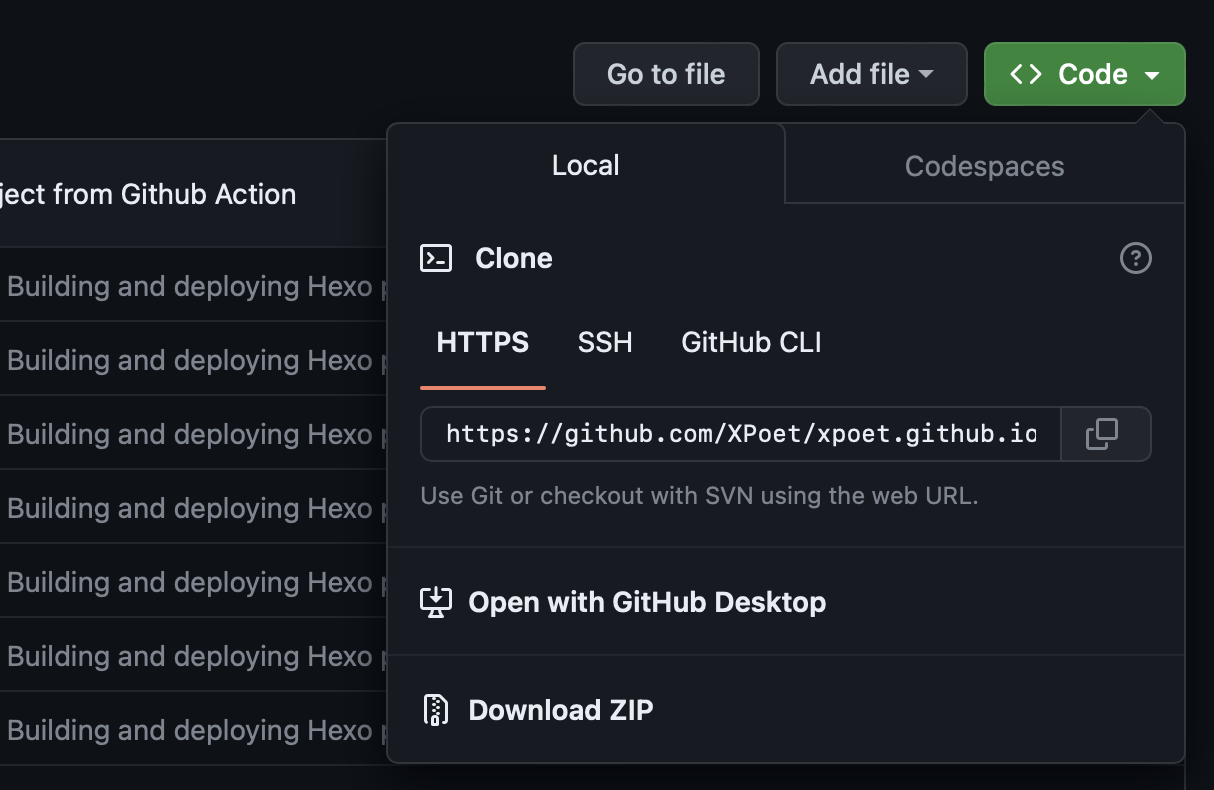 Go to file
Add file
Code
Local
Codespaces
ject from Github Action
Clone
Building and deploying Hexo
HTTPS SSH GitHub CLI
Building and deploying Hexo
https://github.com/XPoet/xpoet.github.io
Building and deploying Hexo
Use Git or checkout with SVN using the web URL.
Building and deploying Hexo
Building and deploying Hexo
Open with GitHub Desktop
Building and deploying Hexo
Download ZIP
Building and deploying Hexo